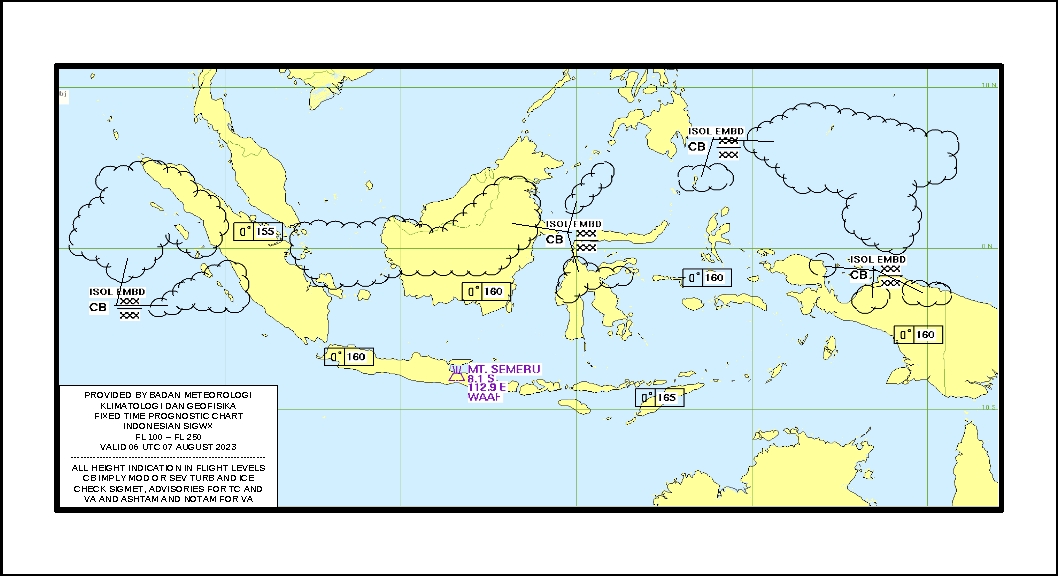 bj
10 N
ISOL EMBD
CB XXX
XXX
0° 155
ISOL EMBD
CB XXX
XXX
0 N
ISOL EMBD
CB XXX
XXX
0° 160
0° 160
ISOL EMBD
CB XXX
XXX
0° 160
0° 160
MT. SEMERU
8.1 S
112.9 E
WAAF
0° 165
10 S
PROVIDED BY BADAN METEOROLOGI
KLIMATOLOGI DAN GEOFISIKA
FIXED TIME PROGNOSTIC CHART
INDONESIAN SIGWX
FL 100 – FL 250
VALID 06 UTC 07 AUGUST 2023
ALL HEIGHT INDICATION IN FLIGHT LEVELS
CB IMPLY MOD OR SEV TURB AND ICE
CHECK SIGMET, ADVISORIES FOR TC AND
VA AND ASHTAM AND NOTAM FOR VA